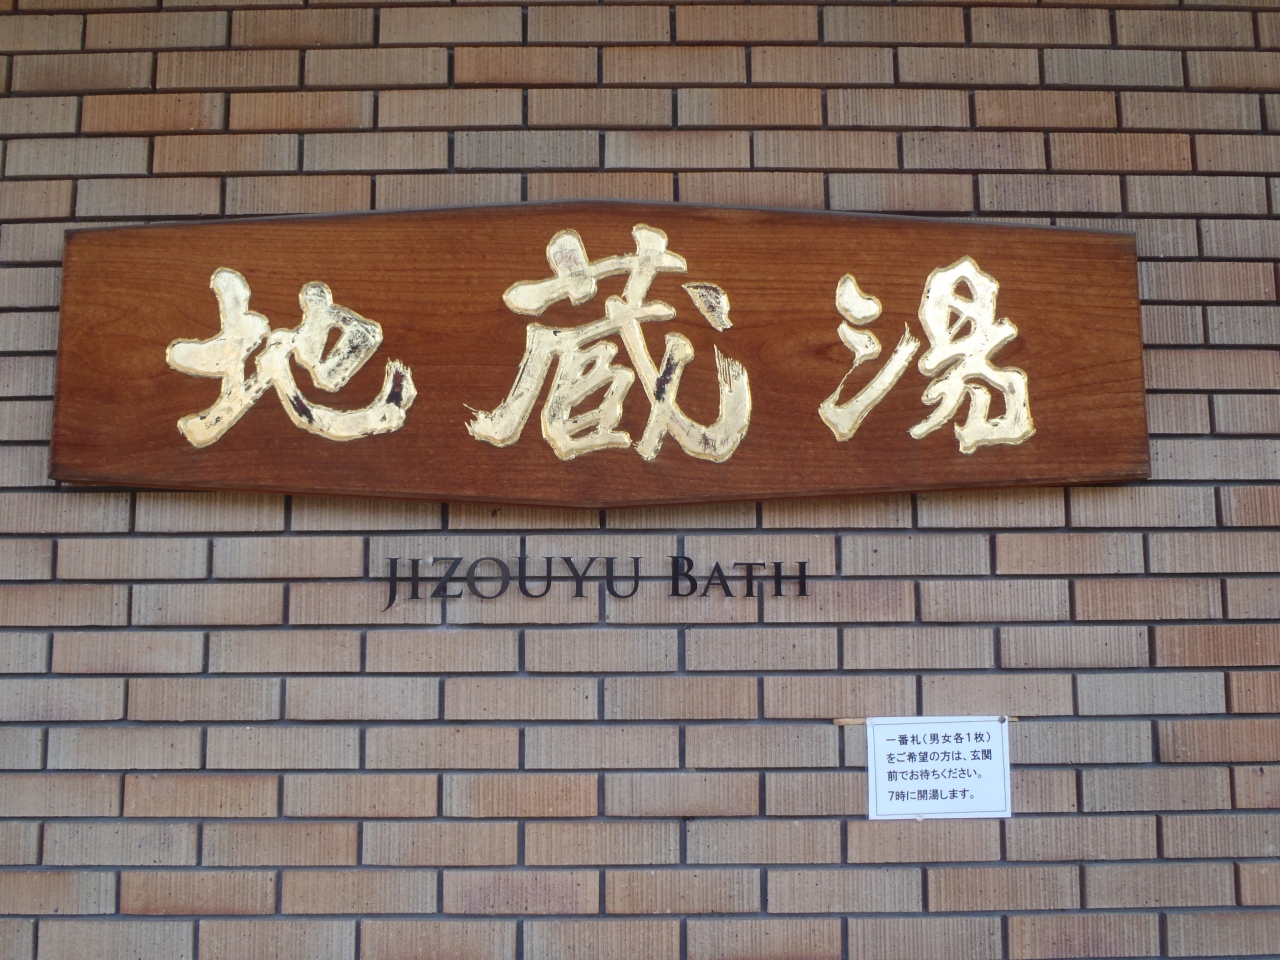 地蔵湯
JIZOUYU BATH
一番札(男女各1枚)
をご希望の方は、玄関
前でお待ちください。
7時に開湯します。